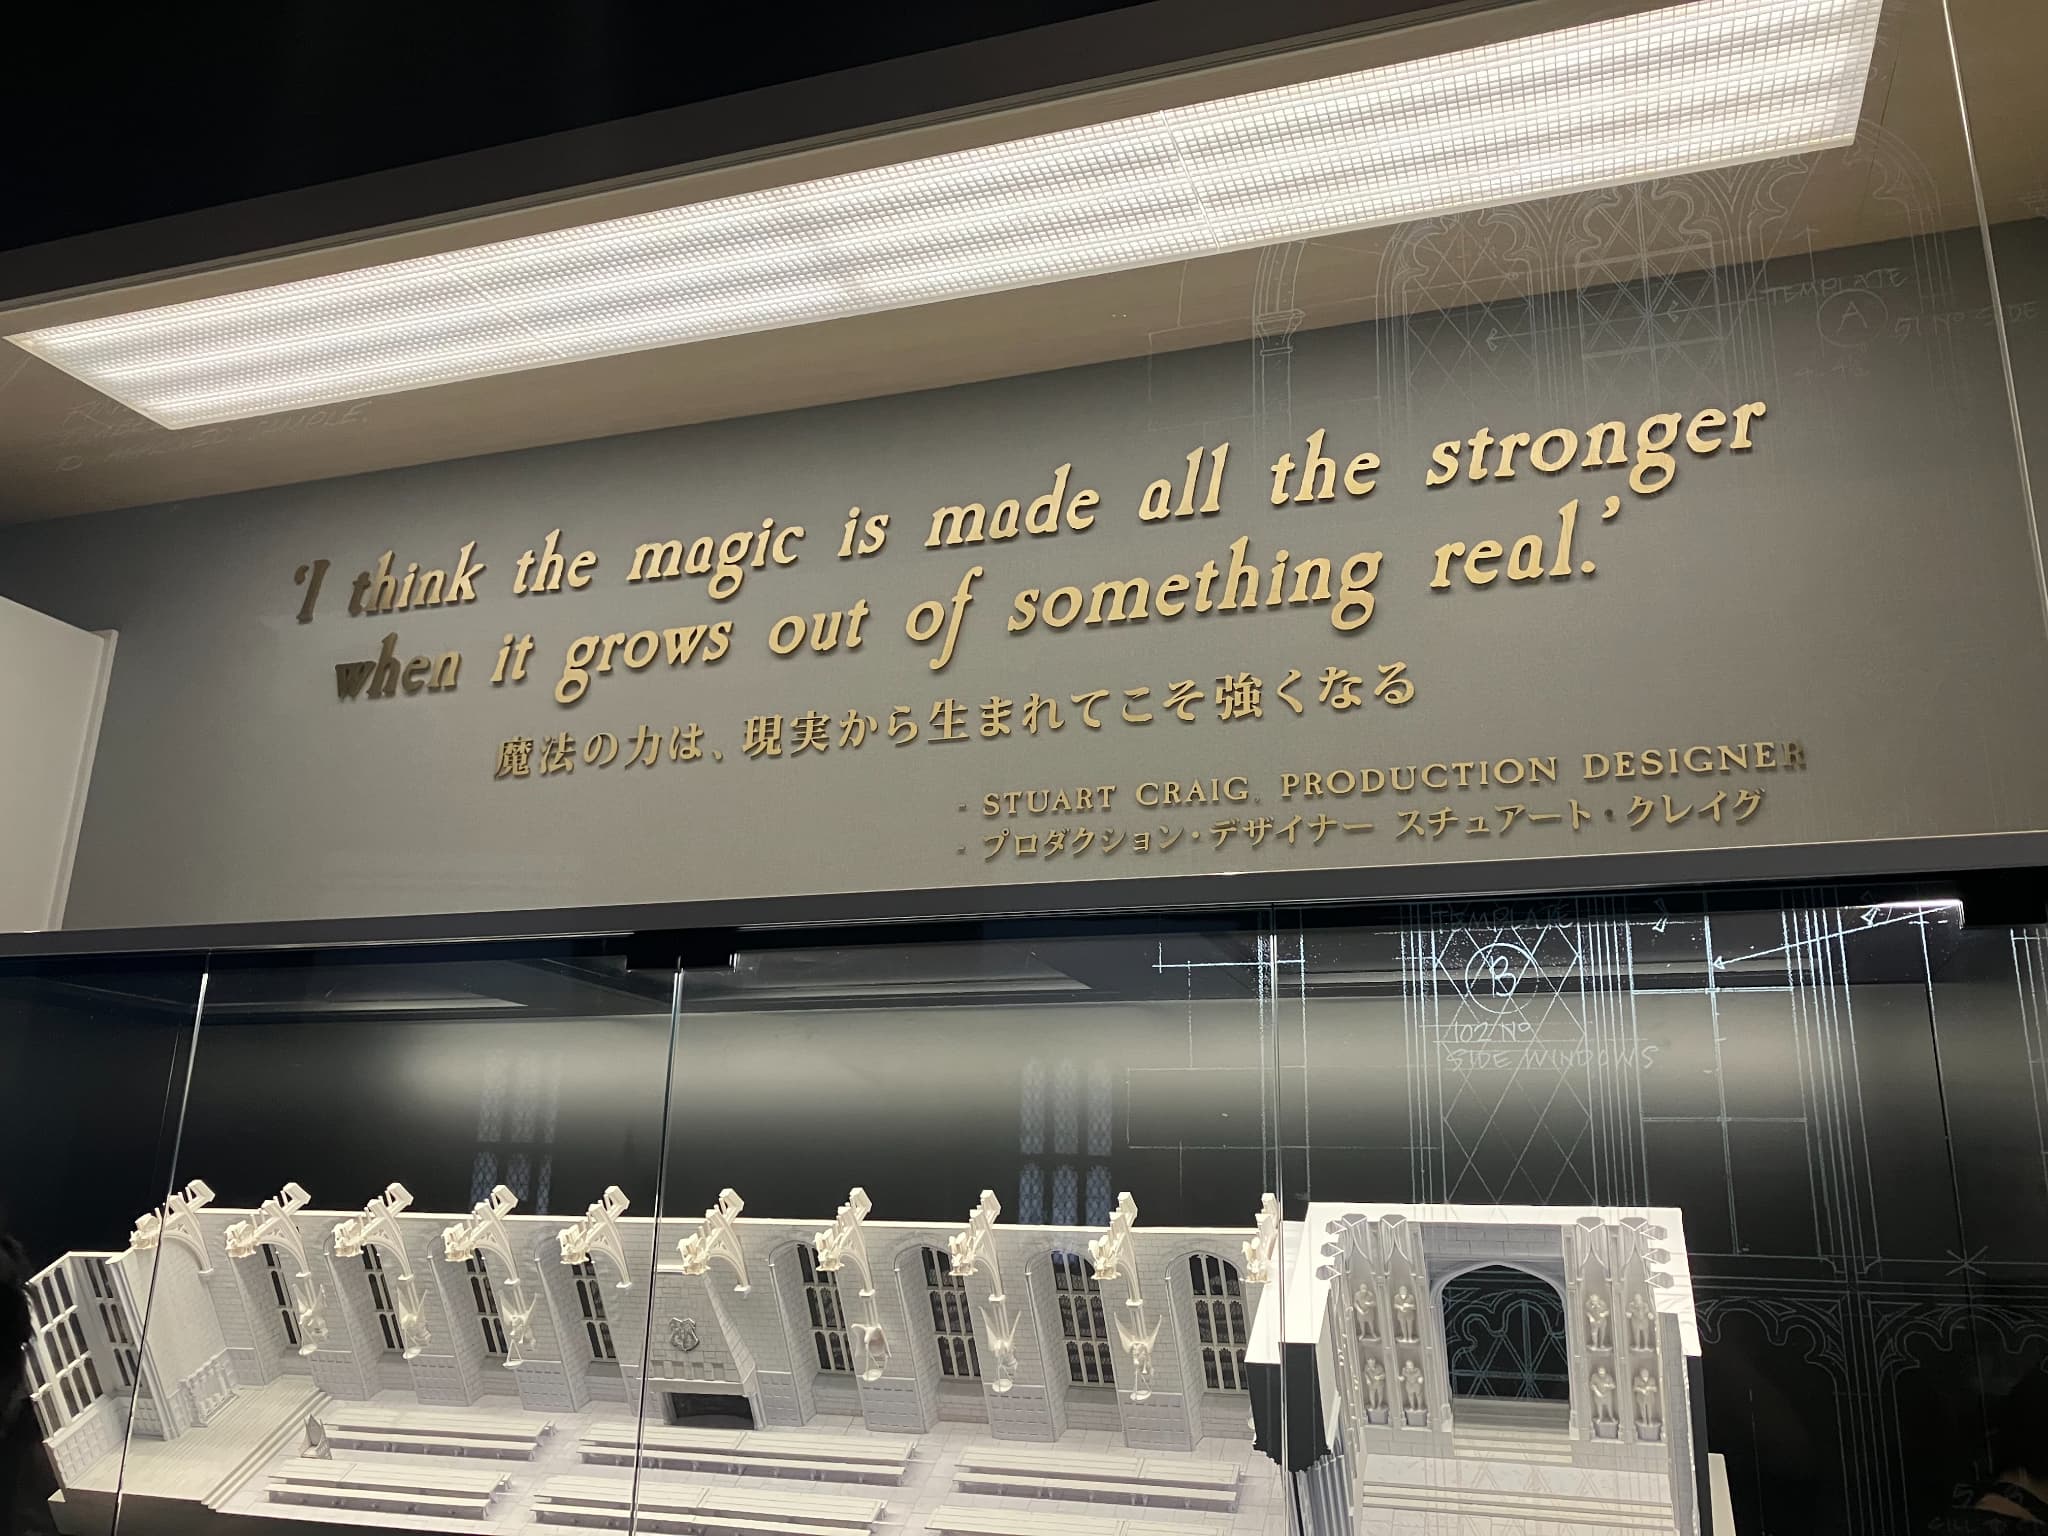 TEMPLATE
A
51 NO SIDE
'I think the magic is made all the stronger
when it grows out of something real.'
魔法の力は、現実から生まれてこそ強くなる
- STUART CRAIG, PRODUCTION DESIGNER
- プロダクション・デザイナー スチュアート・クレイグ
TEMPLATE
B
102 No
SIDE WINDOWS